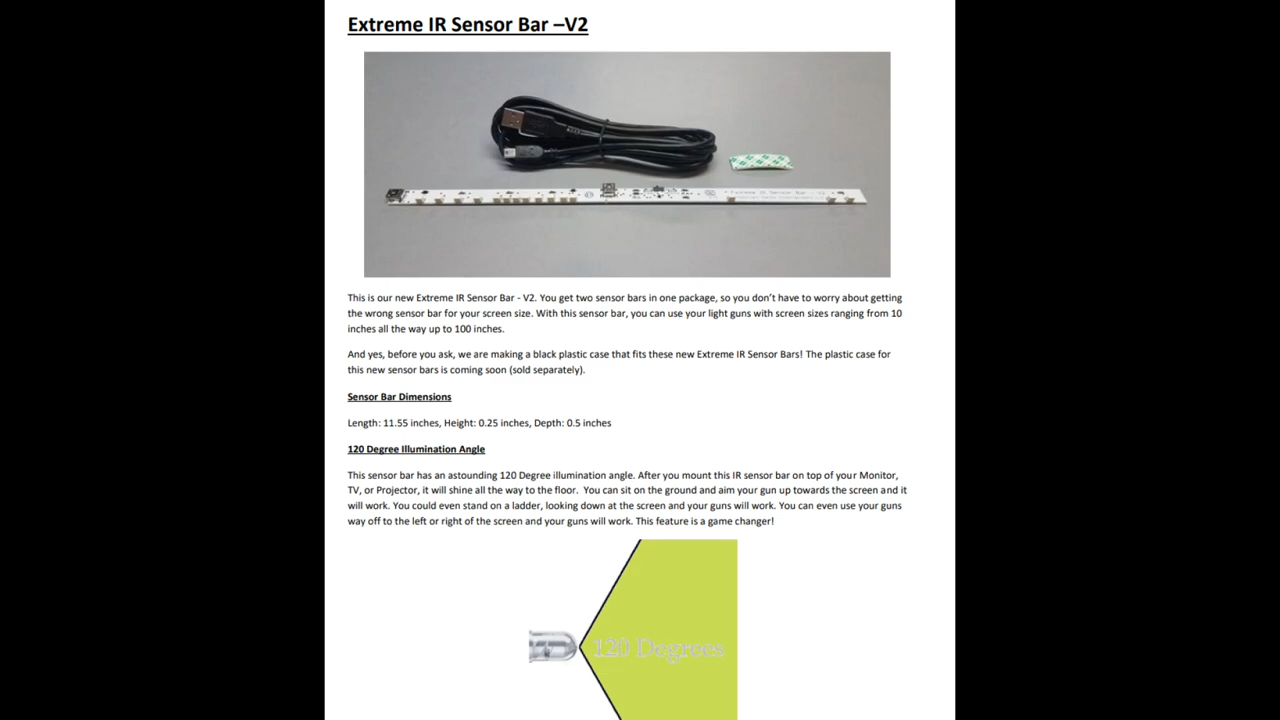 Extreme IR Sensor Bar –V2
Extreme IR Sensor Bar - V2
This is our new Extreme IR Sensor Bar - V2. You get two sensor bars in one package, so you don’t have to worry about getting
the wrong sensor bar for your screen size. With this sensor bar, you can use your light guns with screen sizes ranging from 10
inches all the way up to 100 inches.
And yes, before you ask, we are making a black plastic case that fits these new Extreme IR Sensor Bars! The plastic case for
this new sensor bars is coming soon (sold separately).
Sensor Bar Dimensions
Length: 11.55 inches, Height: 0.25 inches, Depth: 0.5 inches
120 Degree Illumination Angle
This sensor bar has an astounding 120 Degree illumination angle. After you mount this IR sensor bar on top of your Monitor,
TV, or Projector, it will shine all the way to the floor.  You can sit on the ground and aim your gun up towards the screen and it
will work. You could even stand on a ladder, looking down at the screen and your guns will work. You can even use your guns
way off to the left or right of the screen and your guns will work. This feature is a game changer!
120 Degrees